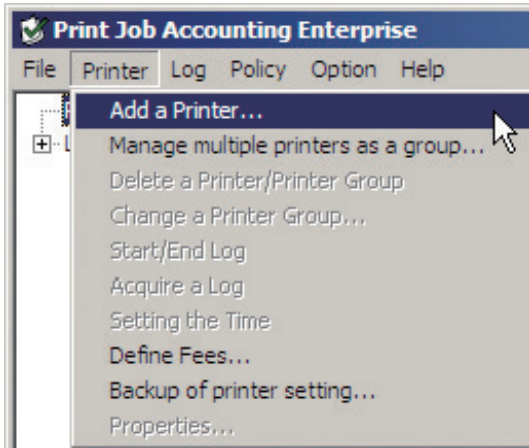 Print Job Accounting Enterprise
File Printer Log Policy Option Help
Add a Printer...
Manage multiple printers as a group...
Delete a Printer/Printer Group
Change a Printer Group...
Start/End Log
Acquire a Log
Setting the Time
Define Fees...
Backup of printer setting...
Properties...